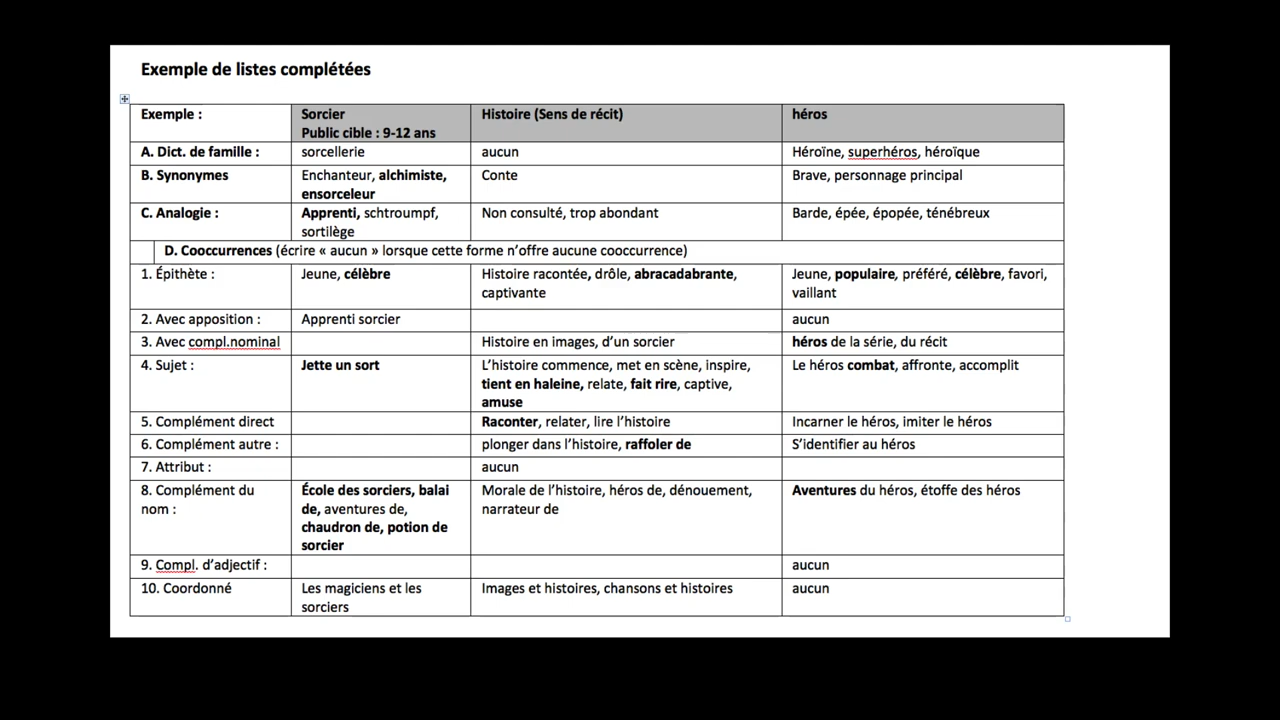 Exemple de listes complétées
Exemple :
Sorcier
Public cible : 9-12 ans
Histoire (Sens de récit)
héros
A. Dict. de famille :
sorcellerie
aucun
Héroïne, superhéros, héroïque
B. Synonymes
Enchanteur, alchimiste,
ensorceleur
Conte
Brave, personnage principal
C. Analogie :
Apprenti, schtroumpf,
sortilège
Non consulté, trop abondant
Barde, épée, épopée, ténébreux
D. Cooccurrences (écrire « aucun » lorsque cette forme n’offre aucune cooccurrence)
1. Épithète :
Jeune, célèbre
Histoire racontée, drôle, abracadabrante,
captivante
Jeune, populaire, préféré, célèbre, favori,
vaillant
2. Avec apposition :
Apprenti sorcier
aucun
3. Avec compl.nominal
Histoire en images, d’un sorcier
héros de la série, du récit
4. Sujet :
Jette un sort
L’histoire commence, met en scène, inspire,
tient en haleine, relate, fait rire, captive,
amuse
Le héros combat, affronte, accomplit
5. Complément direct
Raconter, relater, lire l’histoire
Incarner le héros, imiter le héros
6. Complément autre :
plonger dans l’histoire, raffoler de
S’identifier au héros
7. Attribut :
aucun
8. Complément du
nom :
École des sorciers, balai
de, aventures de,
chaudron de, potion de
sorcier
Morale de l’histoire, héros de, dénouement,
narrateur de
Aventures du héros, étoffe des héros
9. Compl. d’adjectif :
aucun
10. Coordonné
Les magiciens et les
sorciers
Images et histoires, chansons et histoires
aucun